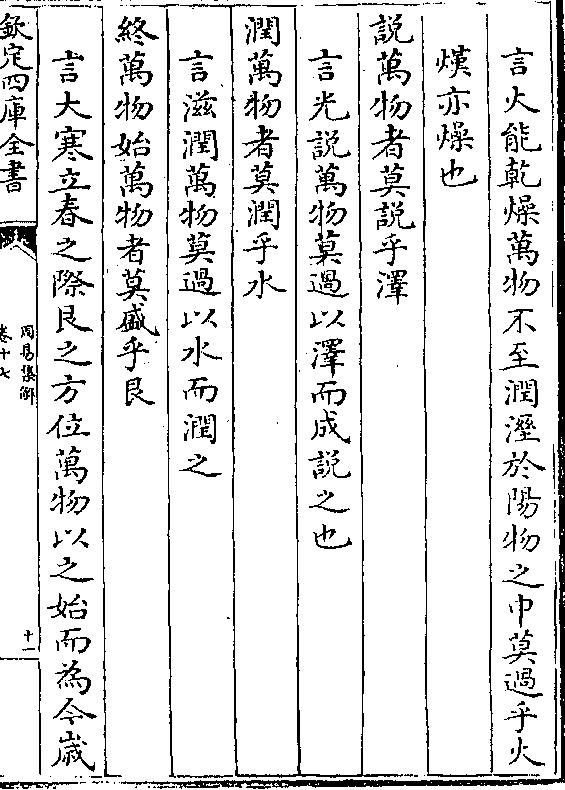 言火能乾燥萬物不至潤溼於陽物之中莫過乎火
熯亦燥也
說萬物者莫說乎澤
言光說萬物莫過以澤而成說之也
潤萬物者莫潤乎水
言滋潤萬物莫過以水而潤之
終萬物始萬物者莫盛乎艮
言大寒立春之際艮之方位萬物以之始而為今歲
欽定四庫全書
周易集解
卷十七
十一